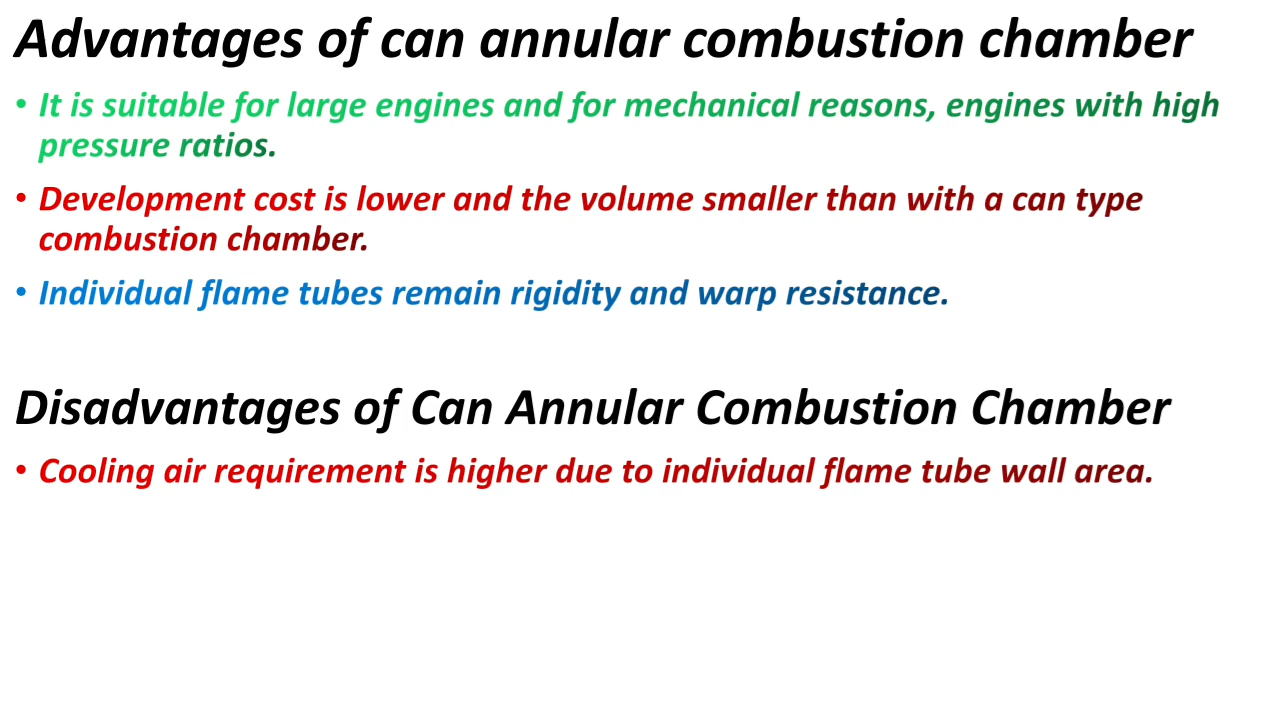 Advantages of can annular combustion chamber
• It is suitable for large engines and for mechanical reasons, engines with high
pressure ratios.
• Development cost is lower and the volume smaller than with a can type
combustion chamber.
• Individual flame tubes remain rigidity and warp resistance.
Disadvantages of Can Annular Combustion Chamber
• Cooling air requirement is higher due to individual flame tube wall area.